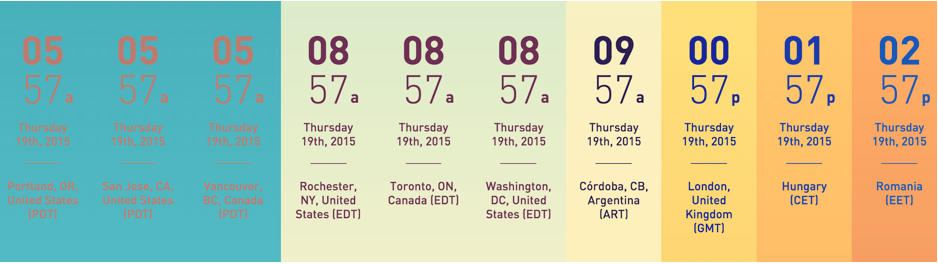 05
57a
Thursday
19th, 2015
Portland, OR,
United States
(PDT)
05
57a
Thursday
19th, 2015
San Jose, CA,
United States
(PDT)
05
57a
Thursday
19th, 2015
Vancouver,
BC, Canada
(PDT)
08
57a
Thursday
19th, 2015
Rochester,
NY, United
States (EDT)
08
57a
Thursday
19th, 2015
Toronto, ON,
Canada (EDT)
08
57a
Thursday
19th, 2015
Washington,
DC, United
States (EDT)
09
57a
Thursday
19th, 2015
Córdoba, CB,
Argentina
(ART)
00
57p
Thursday
19th, 2015
London,
United
Kingdom
(GMT)
01
57p
Thursday
19th, 2015
Hungary
(CET)
02
57p
Thursday
19th, 2015
Romania
(EET)